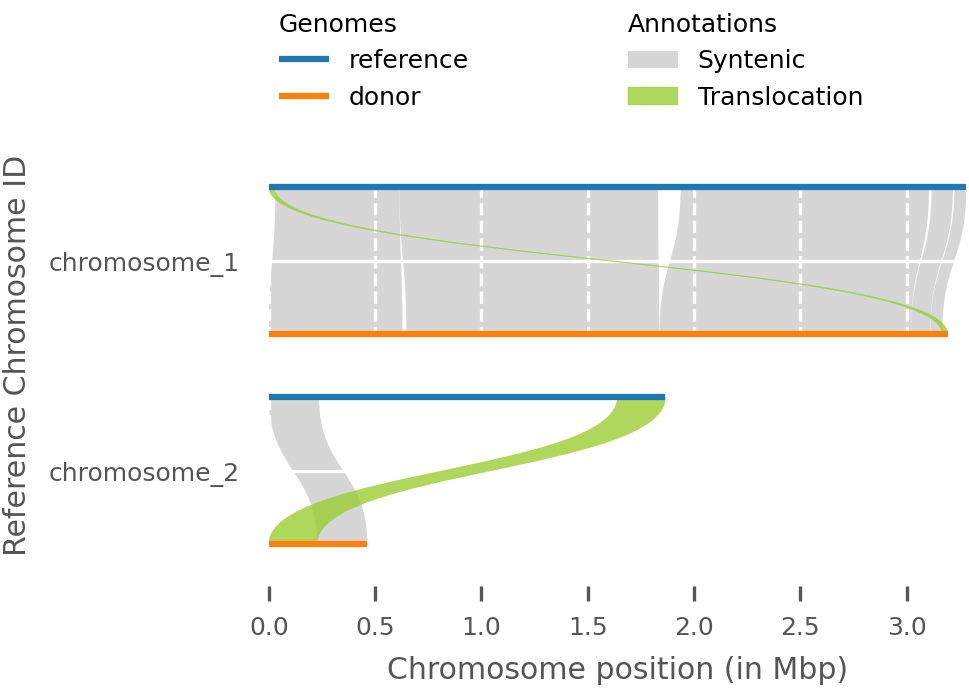 Genomes
reference
donor
Annotations
Syntenic
Translocation
Reference Chromosome ID
chromosome_1
chromosome_2
0.0 0.5 1.0 1.5 2.0 2.5 3.0
Chromosome position (in Mbp)